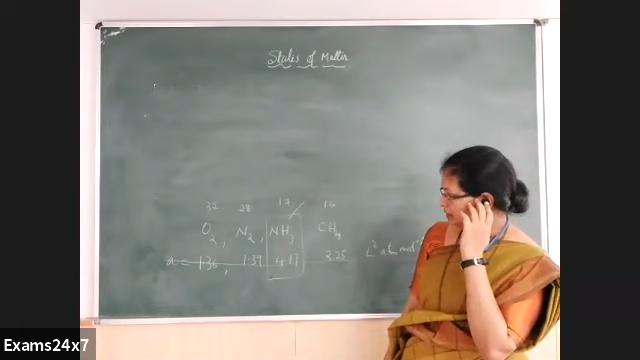 States of Matter
32 28 17 16
O2, N2, NH3 CH4
a = 1.36, 1.39 4.17 2.25 L² atm mol
Exams24x7